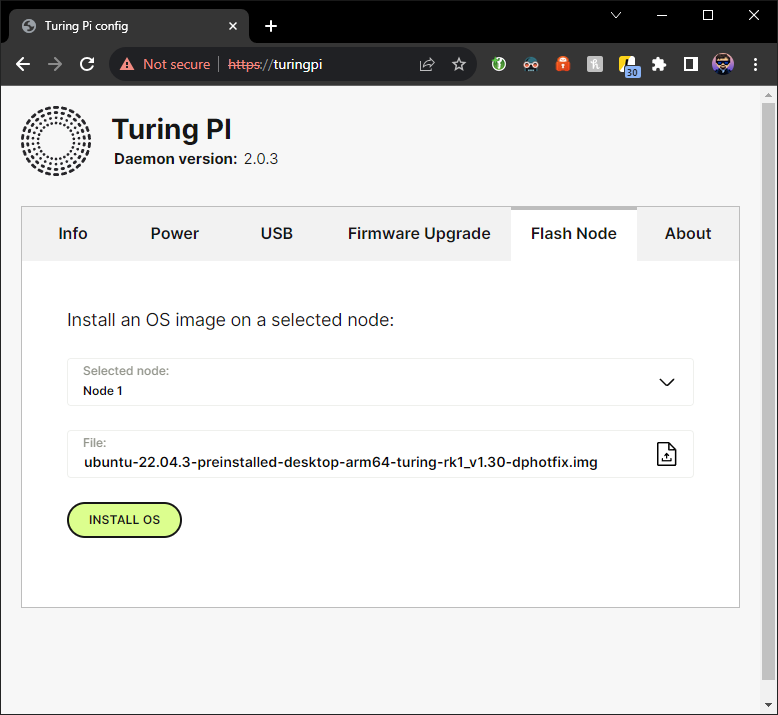 Turing Pi config
Not secure
https://turingpi
30
Turing PI
Daemon version: 2.0.3
Info
Power
USB
Firmware Upgrade
Flash Node
About
Install an OS image on a selected node:
Selected node:
Node 1
File:
ubuntu-22.04.3-preinstalled-desktop-arm64-turing-rk1_v1.30-dphotfix.img
INSTALL OS